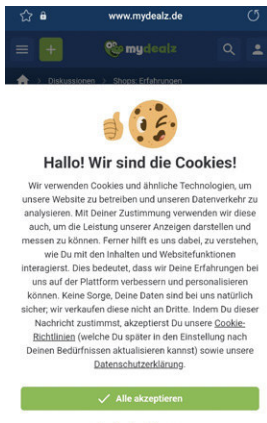 www.mydealz.de
mydealz
Diskussionen > Shops: Erfahrungen
Hallo! Wir sind die Cookies!
Wir verwenden Cookies und ähnliche Technologien, um
unsere Website zu betreiben und unseren Datenverkehr zu
analysieren. Mit Deiner Zustimmung verwenden wir diese
auch, um die Leistung unserer Anzeigen darstellen und
messen zu können. Ferner hilft es uns dabei, zu verstehen,
wie Du mit den Inhalten und Websitefunktionen
interagierst. Dies bedeutet, dass wir Deine Erfahrungen bei
uns auf der Plattform verbessern und personalisieren
können. Keine Sorge, Deine Daten sind bei uns natürlich
sicher; wir verkaufen diese nicht an Dritte. Indem Du dieser
Nachricht zustimmst, akzeptierst Du unsere Cookie-
Richtlinien (welche Du später in den Einstellung nach
Deinen Bedürfnissen aktualisieren kannst) sowie unsere
Datenschutzerklärung.
Alle akzeptieren